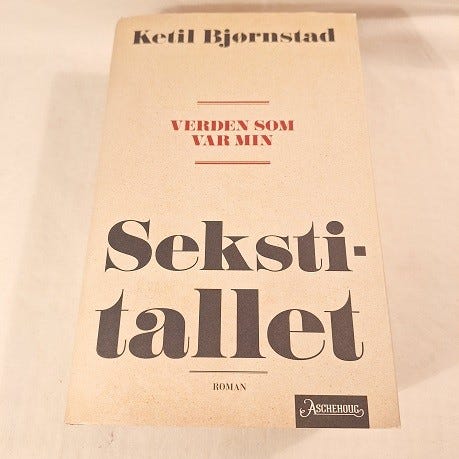 Ketil Bjørnstad
VERDEN SOM
VAR MIN
Seksti-
tallet
ROMAN
ASCHEHOUG